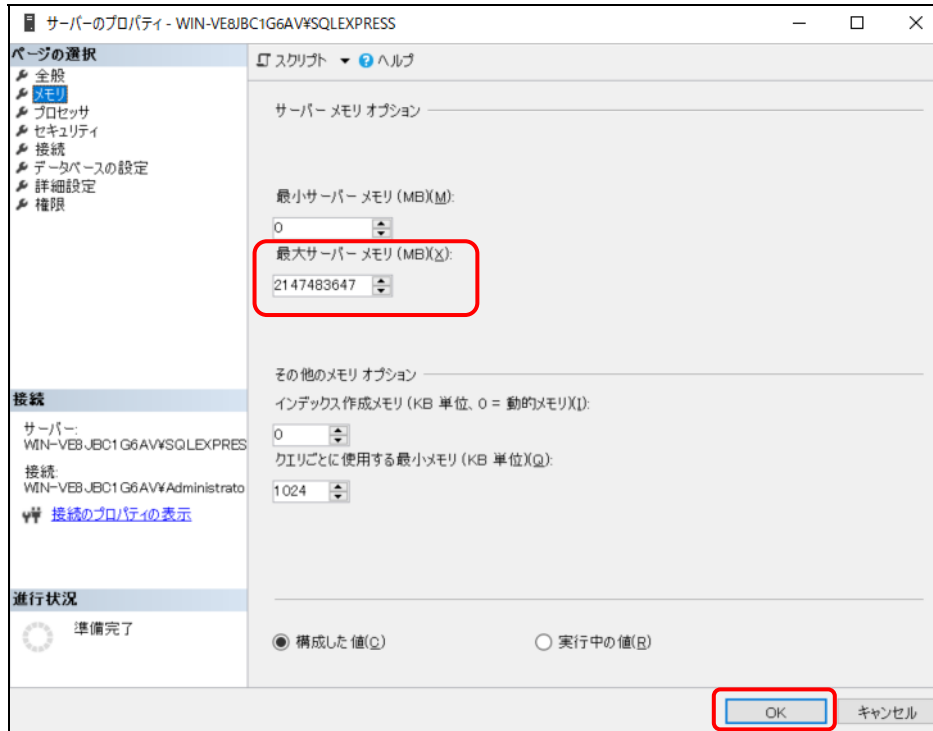 サーバーのプロパティ - WIN-VE8JBC1G6AV¥SQLEXPRESS
ページの選択
全般
メモリ
プロセッサ
セキュリティ
接続
データベースの設定
詳細設定
権限
スクリプト ヘルプ
サーバー メモリ オプション
最小サーバー メモリ (MB)(M):
0
最大サーバー メモリ (MB)(X):
2147483647
その他のメモリ オプション
インデックス作成メモリ (KB 単位、0 = 動的メモリ)(I):
0
クエリごとに使用する最小メモリ (KB 単位)(Q):
1024
接続
サーバー:
WIN-VE8JBC1G6AV¥SQLEXPRES
接続:
WIN-VE8JBC1G6AV¥Administrato
接続のプロパティの表示
進行状況
準備完了
構成した値(C) 実行中の値(R)
OK キャンセル